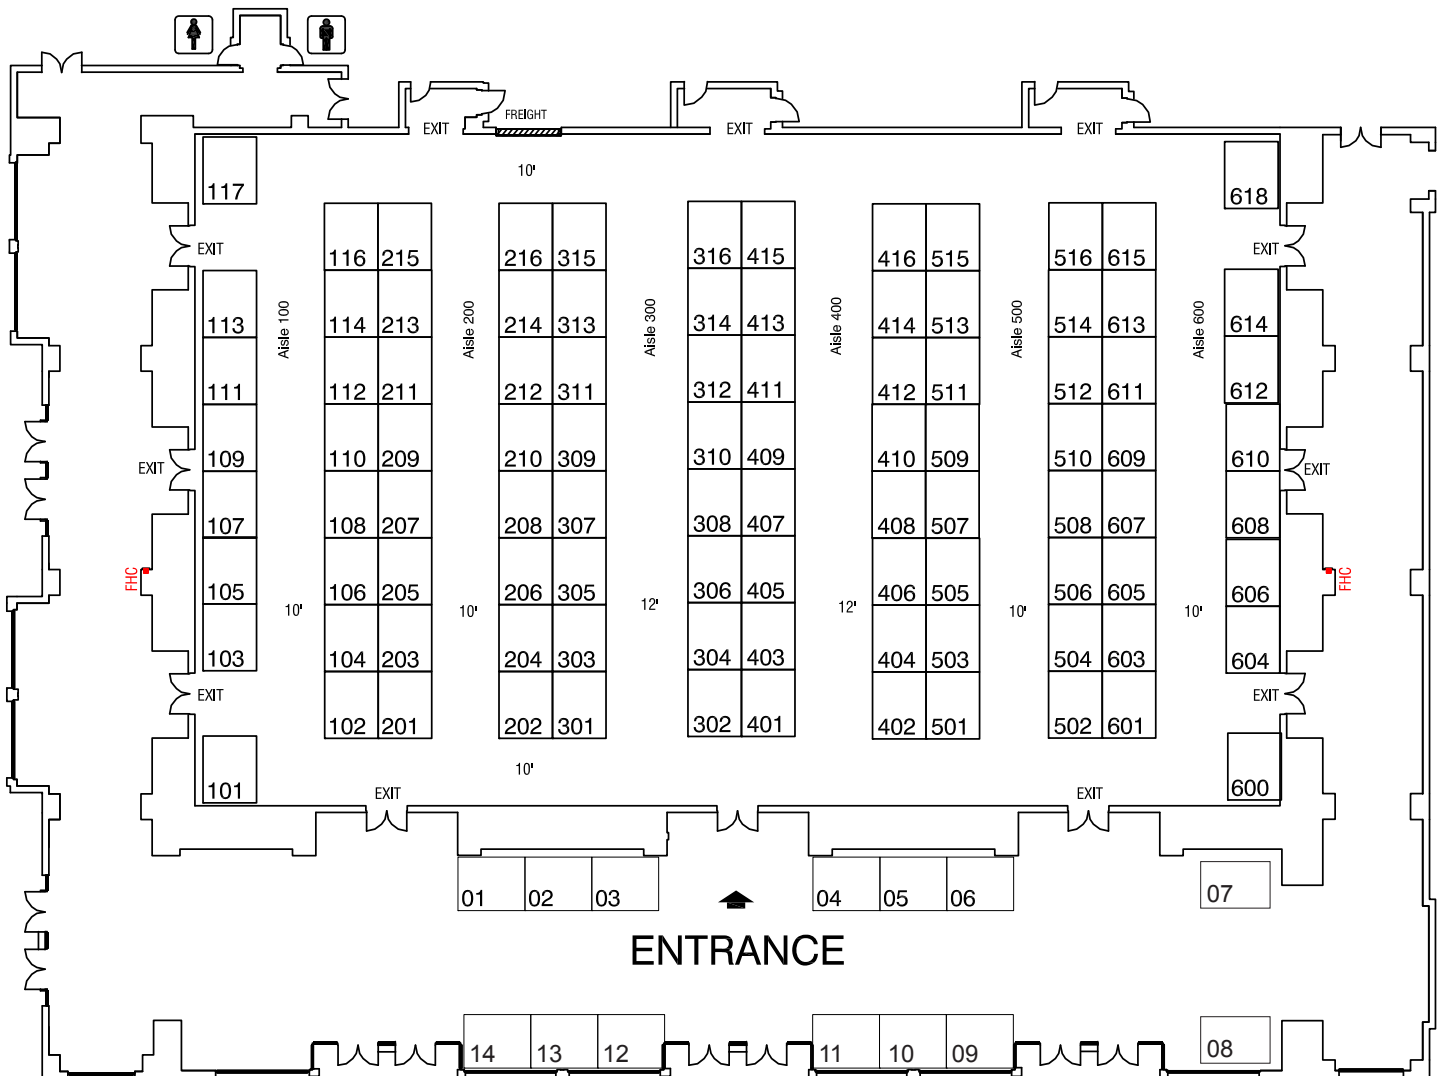 FREIGHT
EXIT EXIT EXIT
10'
117 618
EXIT 116 215 216 315 316 415 416 515 516 615 EXIT
113 Aisle 100 114 213 Aisle 200 214 313 Aisle 300 314 413 Aisle 400 414 513 Aisle 500 514 613 Aisle 600 614
111 112 211 212 311 312 411 412 511 512 611 612
EXIT 109 110 209 210 309 310 409 410 509 510 609 610 EXIT
107 108 207 208 307 308 407 408 507 508 607 608
FHC 105 106 205 206 305 306 405 406 505 506 605 606 FHC
10' 10' 12' 12' 10' 10'
103 104 203 204 303 304 403 404 503 504 603 604
EXIT EXIT
102 201 202 301 302 401 402 501 502 601
10'
101 EXIT EXIT 600
01 02 03 04 05 06 07
ENTRANCE
14 13 12 11 10 09 08